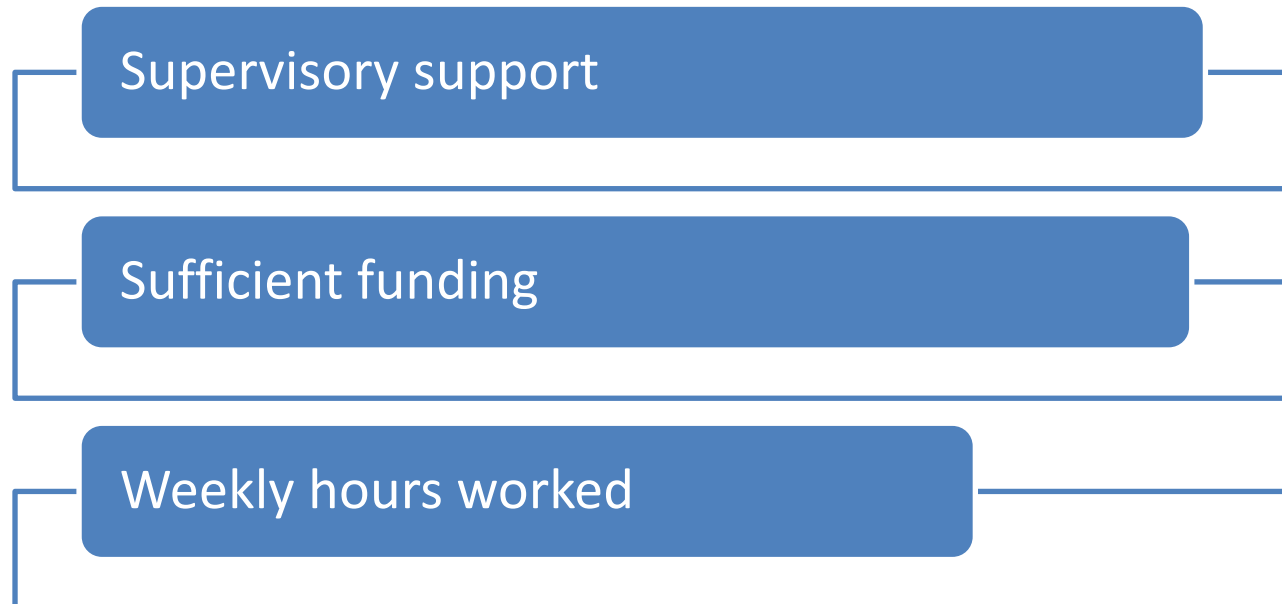 Supervisory support
Sufficient funding
Weekly hours worked